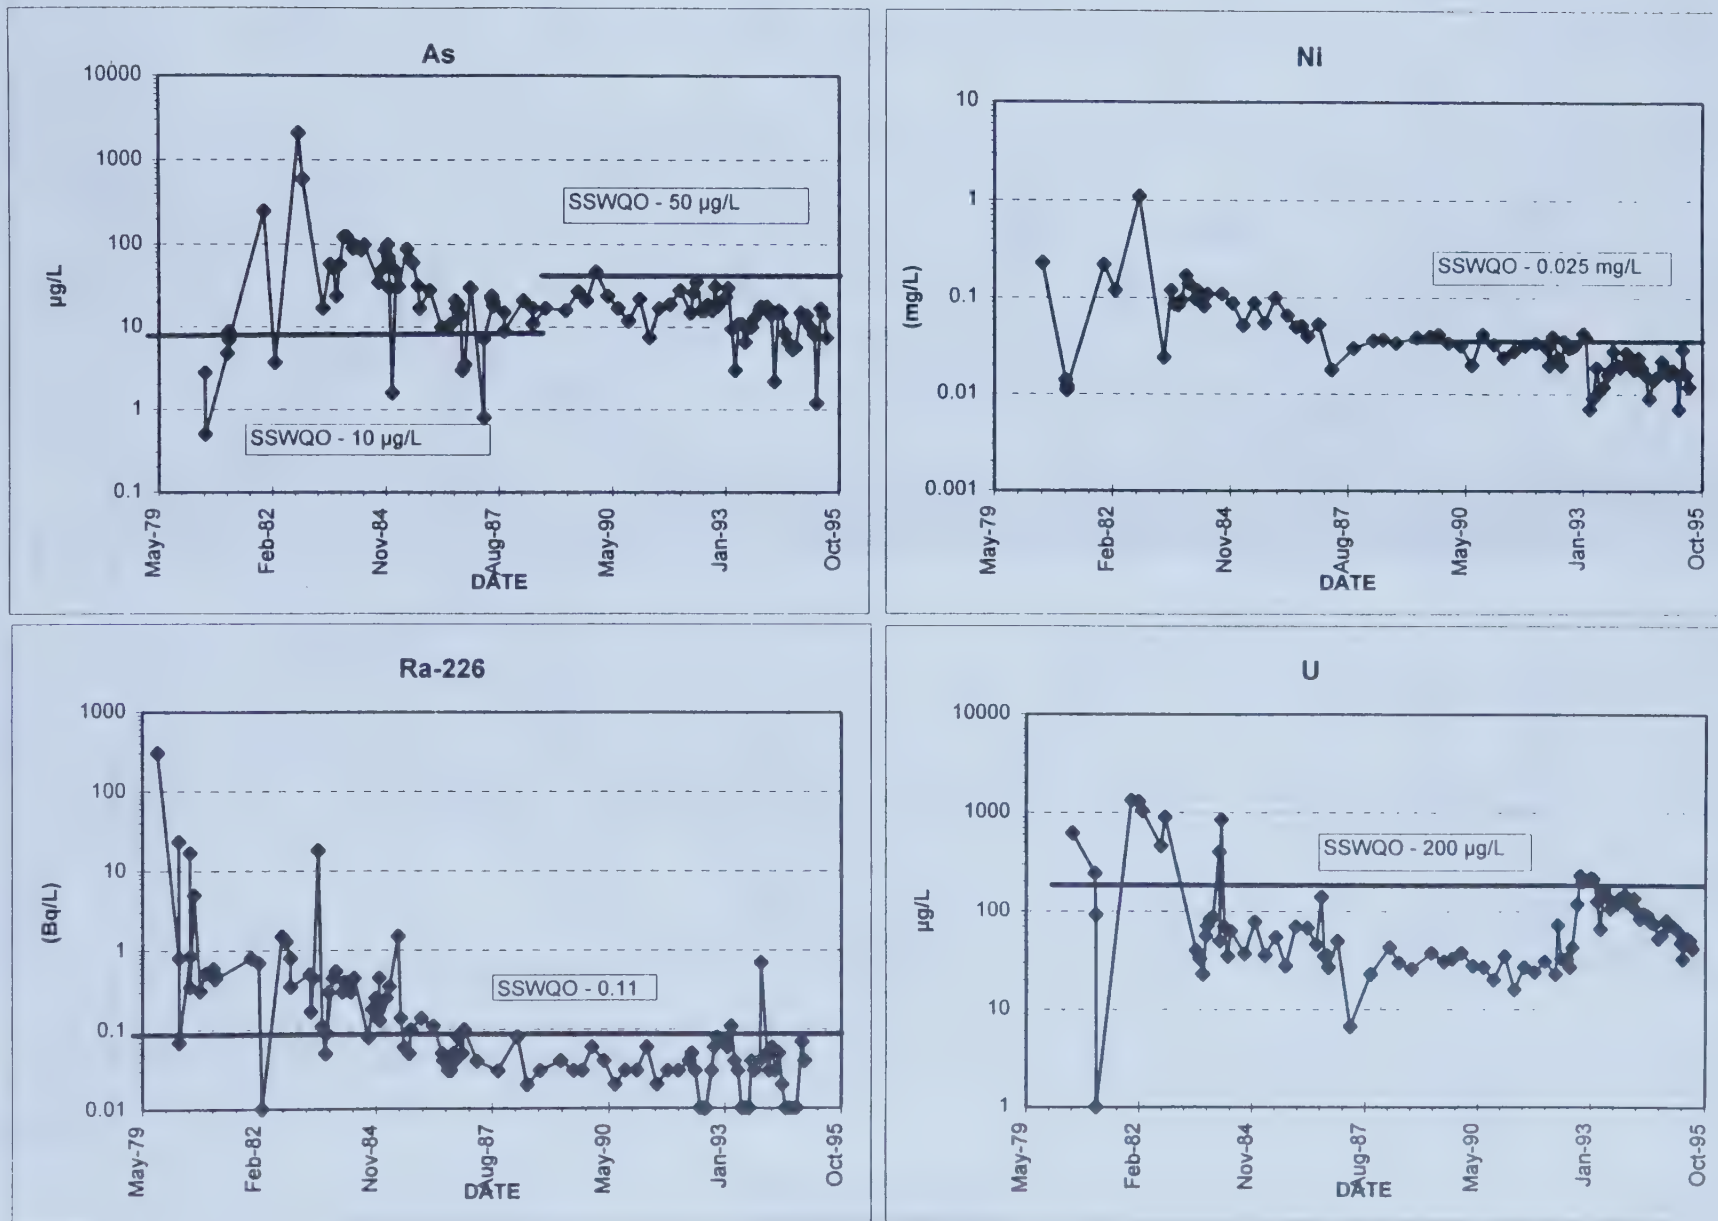 As
10000
1000
100
10
1
0.1
µg/L
SSWQO - 50 µg/L
SSWQO - 10 µg/L
May-79
Feb-82
Nov-84
Aug-87
May-90
Jan-93
Oct-95
DATE
Ni
10
1
0.1
0.01
0.001
(mg/L)
SSWQO - 0.025 mg/L
May-79
Feb-82
Nov-84
Aug-87
May-90
Jan-93
Oct-95
DATE
Ra-226
1000
100
10
1
0.1
0.01
(Bq/L)
SSWQO - 0.11
May-79
Feb-82
Nov-84
Aug-87
May-90
Jan-93
Oct-95
DATE
U
10000
1000
100
10
1
µg/L
SSWQO - 200 µg/L
May-79
Feb-82
Nov-84
Aug-87
May-90
Jan-93
Oct-95
DATE